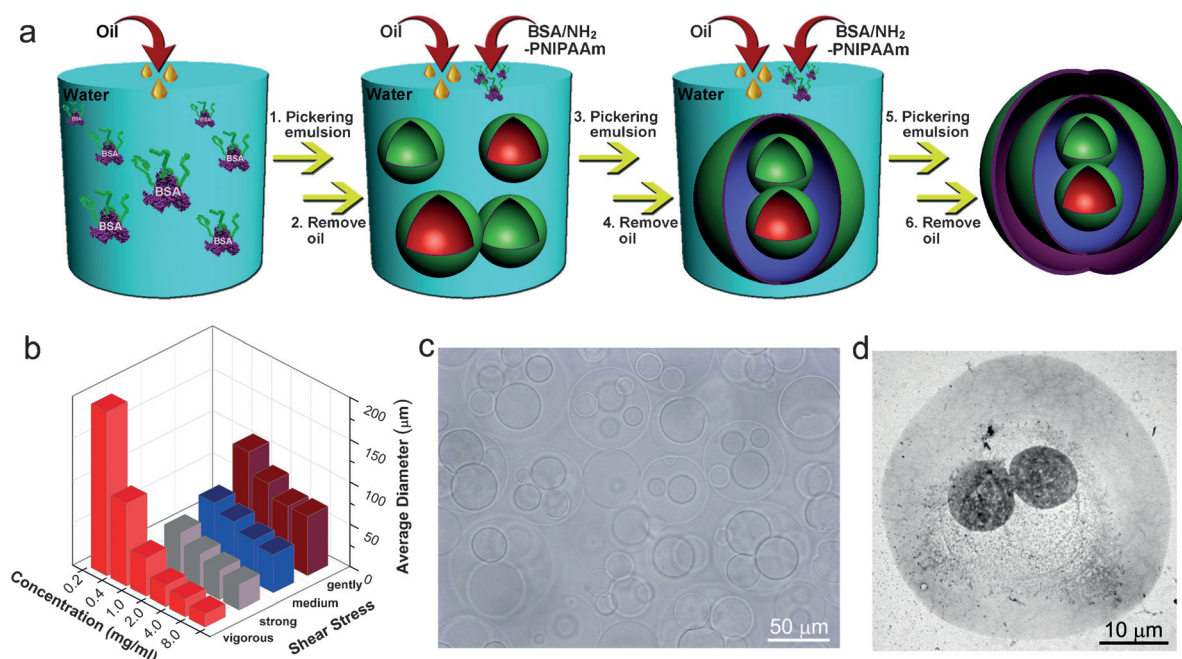 a
Oil
Water
BSA
BSA
BSA
BSA
BSA
BSA
BSA
1. Pickering
emulsion
2. Remove
oil
Oil
BSA/NH₂
-PNIPAAm
Water
3. Pickering
emulsion
4. Remove
oil
Oil
BSA/NH₂
-PNIPAAm
Water
5. Pickering
emulsion
6. Remove
oil
b
200
150
100
50
0
Average Diameter (μm)
0.2
0.4
1.0
2.0
4.0
8.0
Concentration (mg/ml)
gently
medium
strong
vigorous
Shear Stress
c
50 μm
d
10 μm